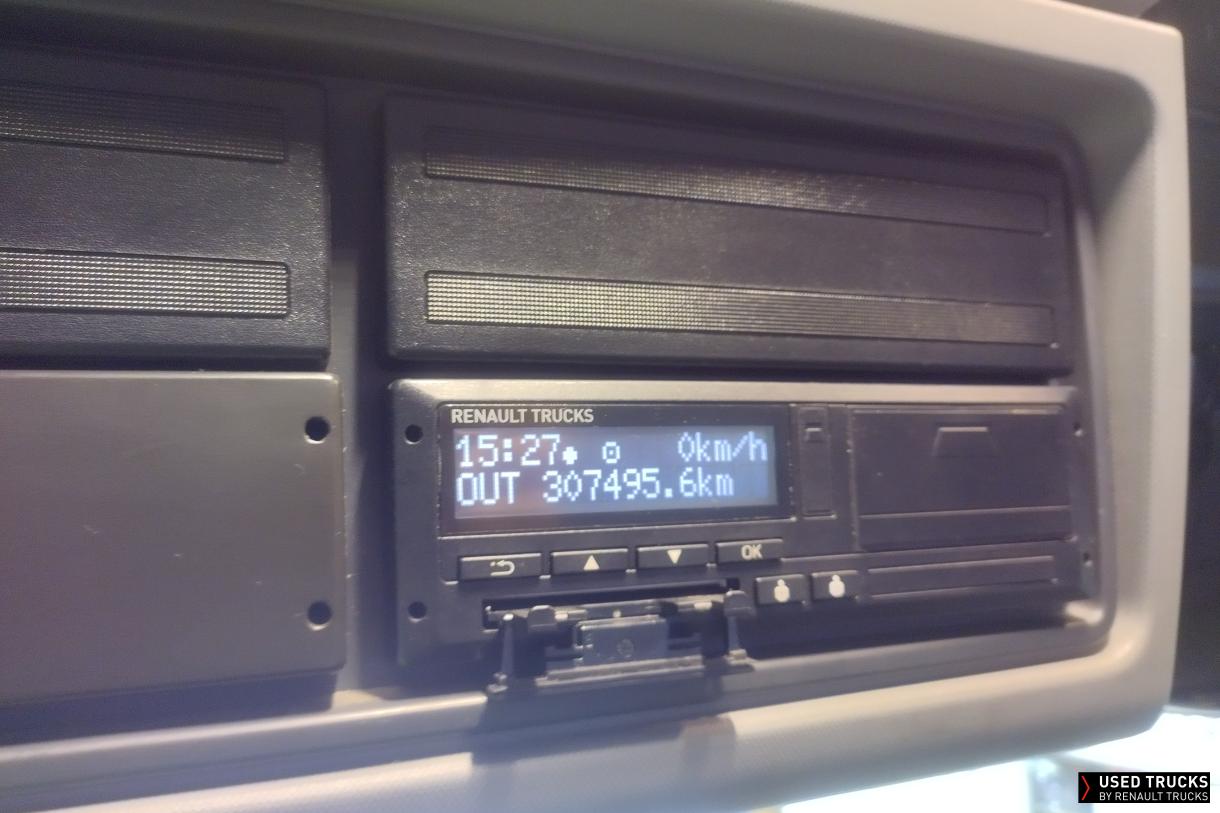 RENAULT TRUCKS
15:27 0km/h
OUT 307495.6km
OK
USED TRUCKS
BY RENAULT TRUCKS